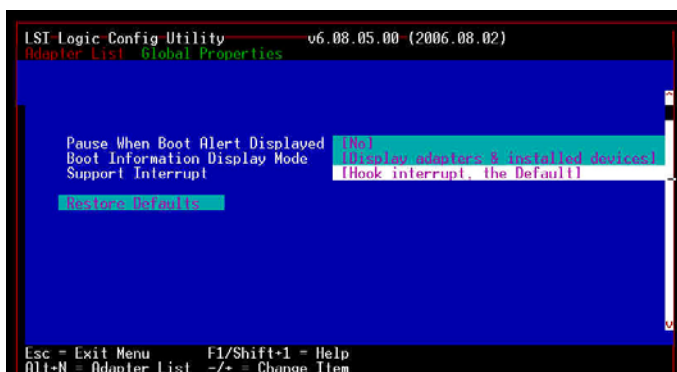 LSI Logic Config Utility v6.08.05.00 (2006.08.02)
Adapter List Global Properties
Pause When Boot Alert Displayed [No]
Boot Information Display Mode [Display adapters & installed devices]
Support Interrupt [Hook interrupt, the Default]
Restore Defaults
Esc = Exit Menu F1/Shift+1 = Help
Alt+N = Adapter List -/+ = Change Item